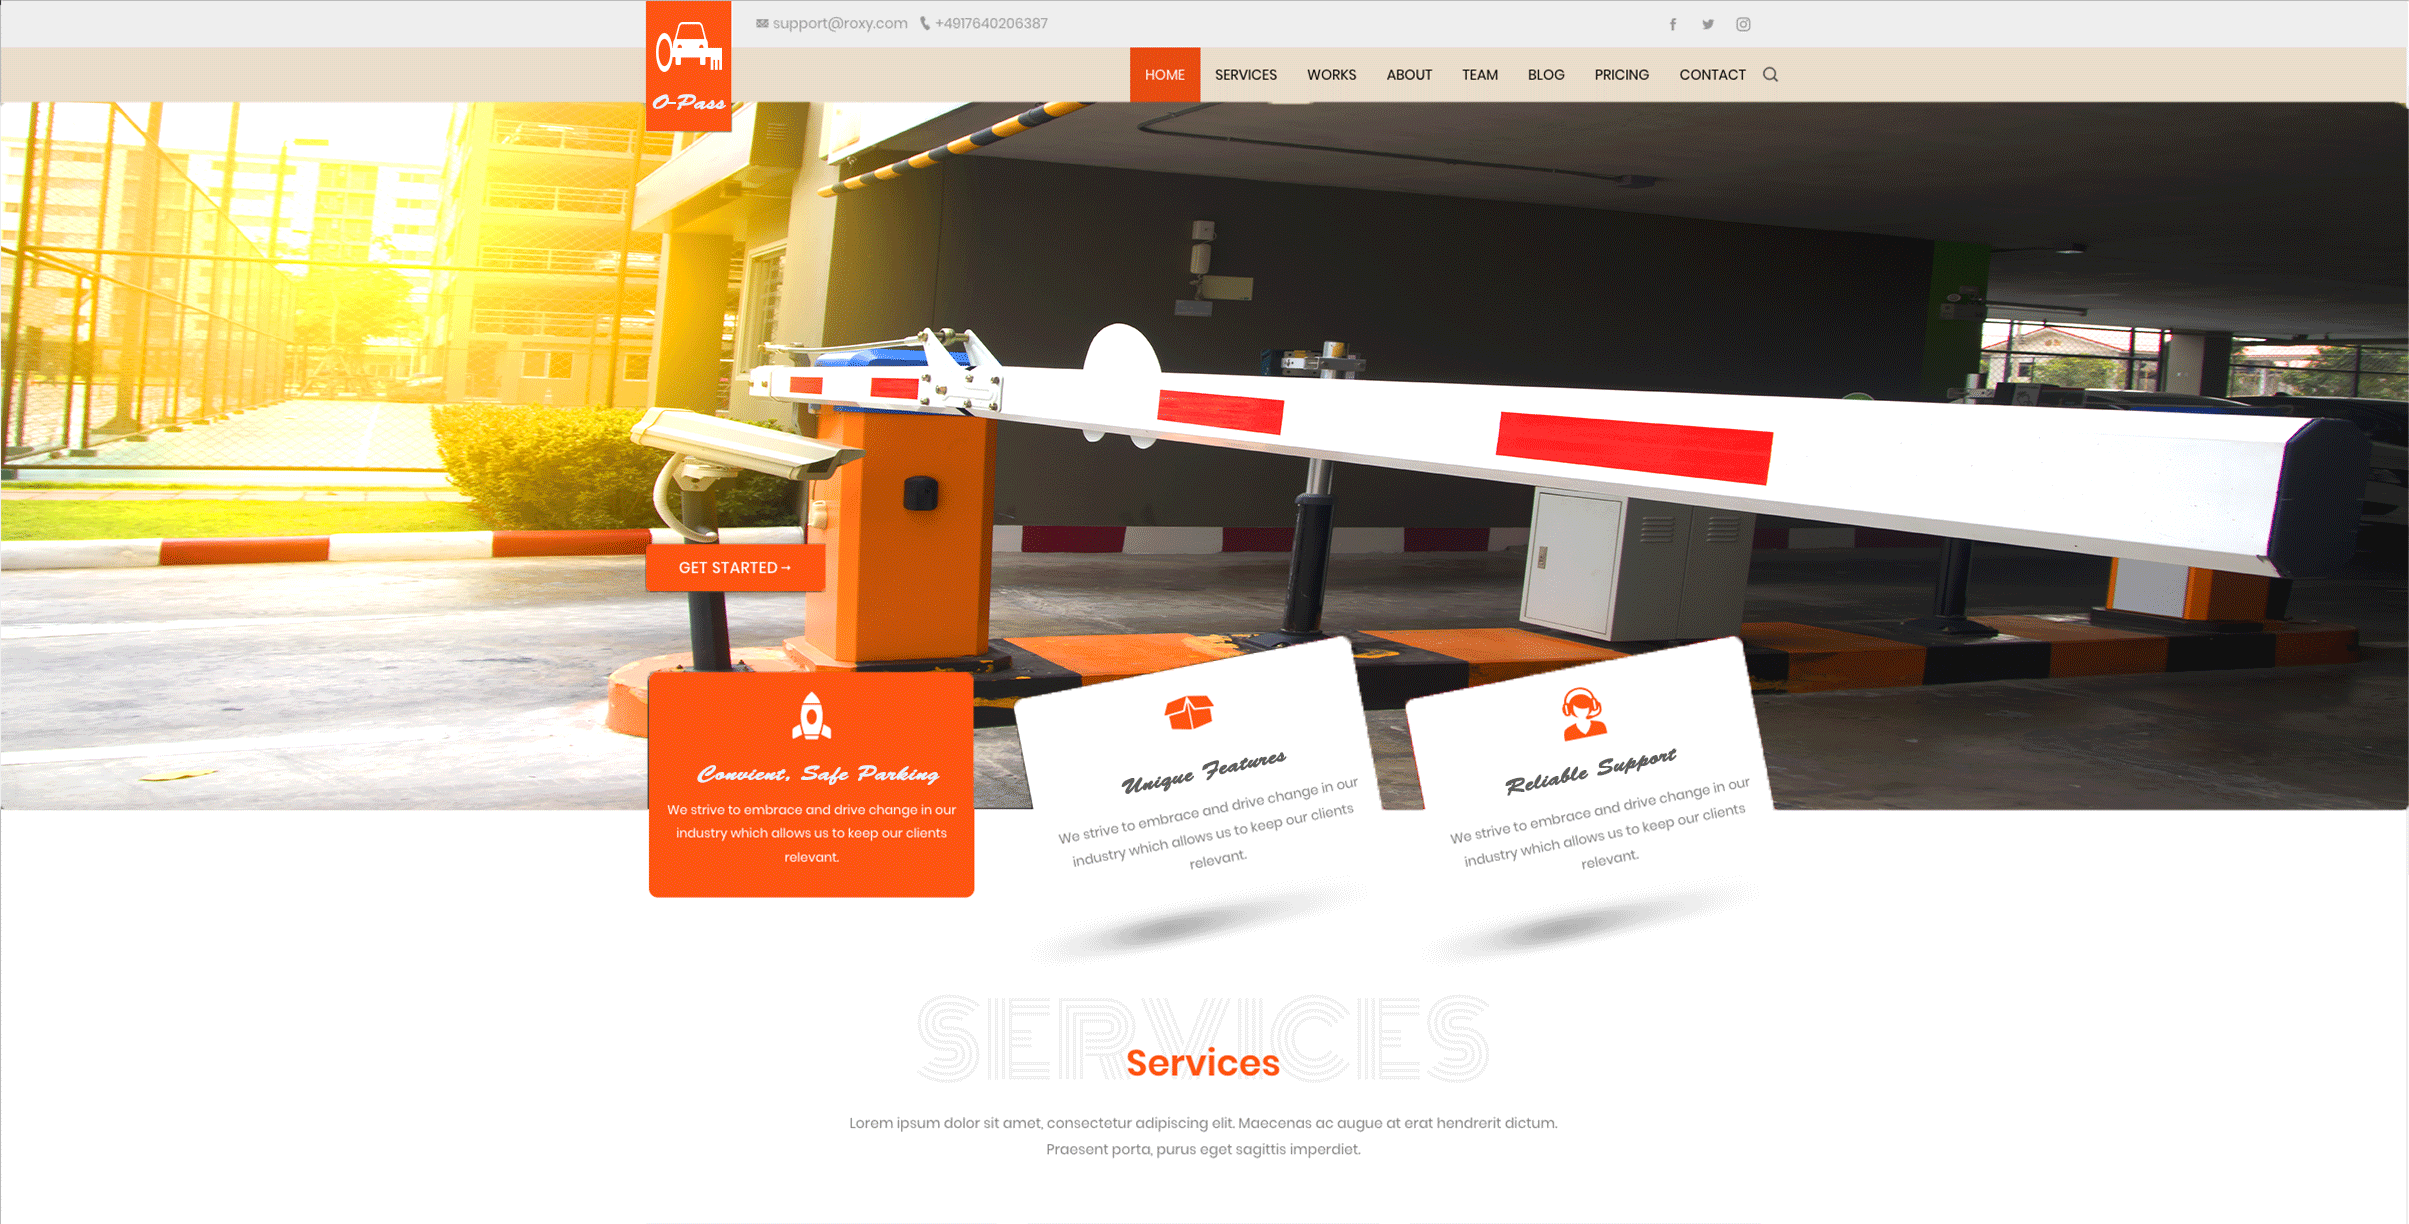 support@roxy.com +4917640206387
O-Pass
HOME SERVICES WORKS ABOUT TEAM BLOG PRICING CONTACT
GET STARTED →
Convient, Safe Parking
We strive to embrace and drive change in our
industry which allows us to keep our clients
relevant.
Unique Features
We strive to embrace and drive change in our
industry which allows us to keep our clients
relevant.
Reliable Support
We strive to embrace and drive change in our
industry which allows us to keep our clients
relevant.
SERVICES
Services
Lorem ipsum dolor sit amet, consectetur adipiscing elit. Maecenas ac augue at erat hendrerit dictum.
Praesent porta, purus eget sagittis imperdiet.